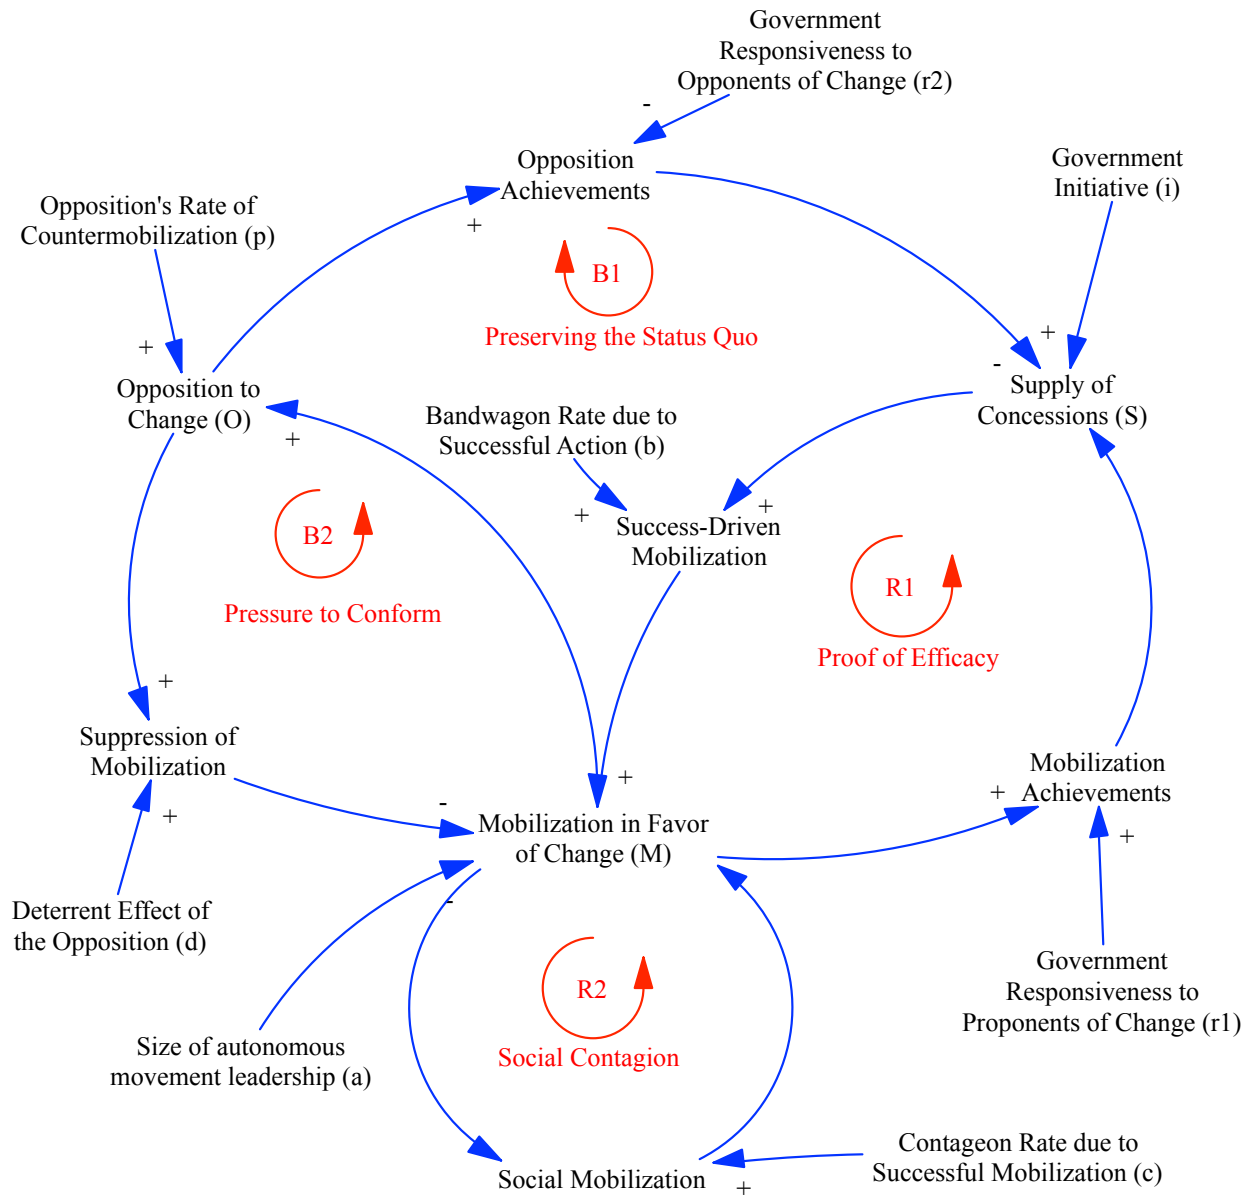 Government
Responsiveness to
Opponents of Change (r2)
-
Opposition
Achievements
+
Government
Initiative (i)
Opposition's Rate of
Countermobilization (p)
+
B1
Preserving the Status Quo
+
-
Opposition to
Change (O)
+
Supply of
Concessions (S)
Bandwagon Rate due to
Successful Action (b)
+
+
Success-Driven
Mobilization
B2
Pressure to Conform
R1
Proof of Efficacy
+
Suppression of
Mobilization
+
-
+
Mobilization in Favor
of Change (M)
-
Mobilization
Achievements
+
+
Deterrent Effect of
the Opposition (d)
R2
Social Contagion
Government
Responsiveness to
Proponents of Change (r1)
Size of autonomous
movement leadership (a)
Social Mobilization
+
Contageon Rate due to
Successful Mobilization (c)